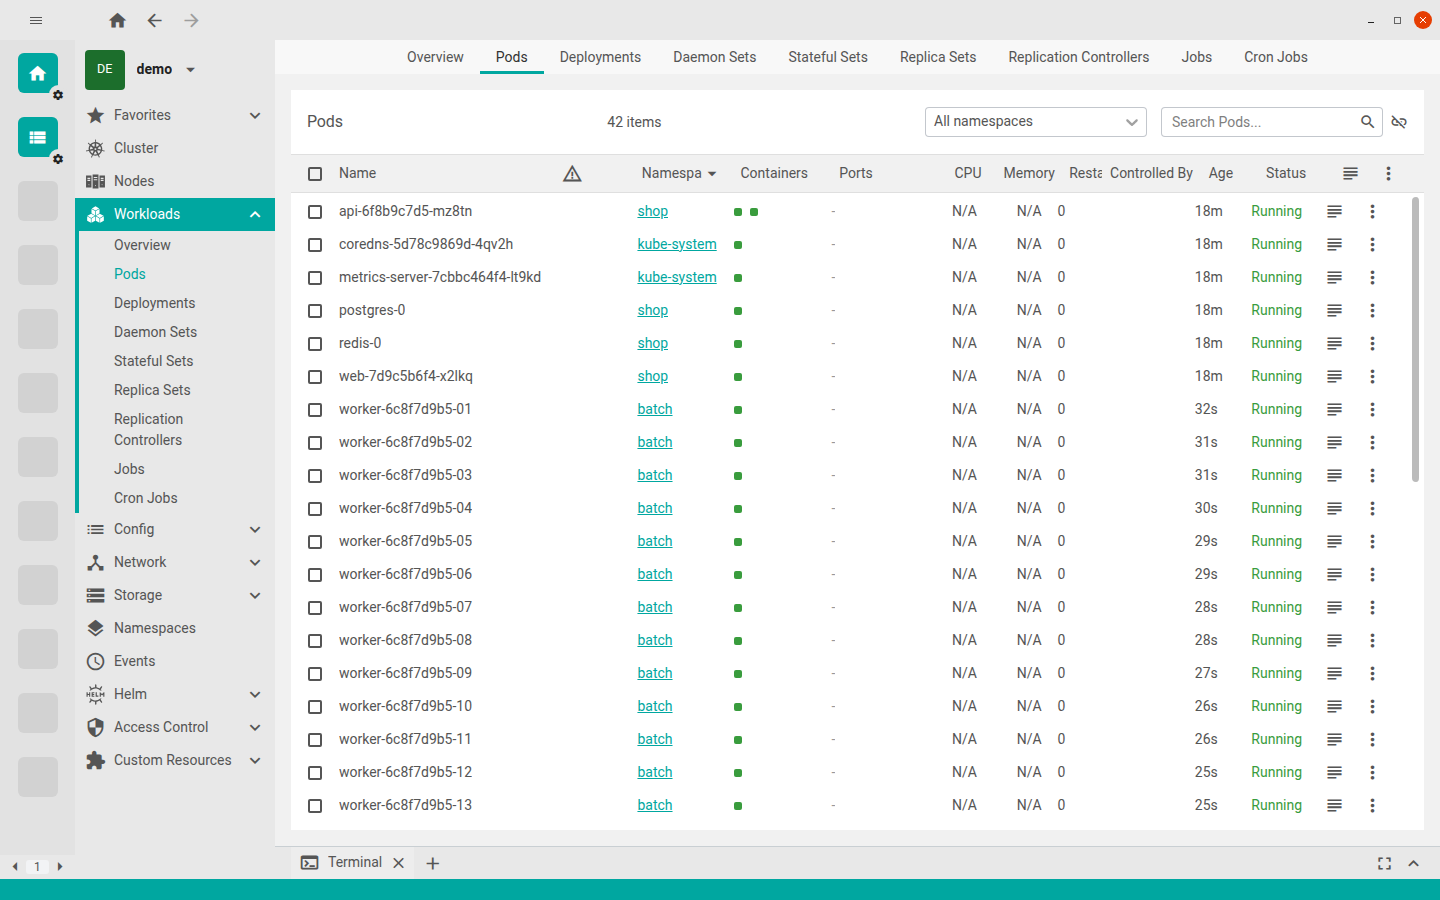 DE demo
Favorites
Cluster
Nodes
Workloads
Overview
Pods
Deployments
Daemon Sets
Stateful Sets
Replica Sets
Replication
Controllers
Jobs
Cron Jobs
Config
Network
Storage
Namespaces
Events
HELM Helm
Access Control
Custom Resources
1
Overview Pods Deployments Daemon Sets Stateful Sets Replica Sets Replication Controllers Jobs Cron Jobs
Pods 42 items All namespaces Search Pods...
Name Namespa Containers Ports CPU Memory Resta Controlled By Age Status
api-6f8b9c7d5-mz8tn shop - N/A N/A 0 18m Running
coredns-5d78c9869d-4qv2h kube-system - N/A N/A 0 18m Running
metrics-server-7cbbc464f4-lt9kd kube-system - N/A N/A 0 18m Running
postgres-0 shop - N/A N/A 0 18m Running
redis-0 shop - N/A N/A 0 18m Running
web-7d9c5b6f4-x2lkq shop - N/A N/A 0 18m Running
worker-6c8f7d9b5-01 batch - N/A N/A 0 32s Running
worker-6c8f7d9b5-02 batch - N/A N/A 0 31s Running
worker-6c8f7d9b5-03 batch - N/A N/A 0 31s Running
worker-6c8f7d9b5-04 batch - N/A N/A 0 30s Running
worker-6c8f7d9b5-05 batch - N/A N/A 0 29s Running
worker-6c8f7d9b5-06 batch - N/A N/A 0 29s Running
worker-6c8f7d9b5-07 batch - N/A N/A 0 28s Running
worker-6c8f7d9b5-08 batch - N/A N/A 0 28s Running
worker-6c8f7d9b5-09 batch - N/A N/A 0 27s Running
worker-6c8f7d9b5-10 batch - N/A N/A 0 26s Running
worker-6c8f7d9b5-11 batch - N/A N/A 0 26s Running
worker-6c8f7d9b5-12 batch - N/A N/A 0 25s Running
worker-6c8f7d9b5-13 batch - N/A N/A 0 25s Running
Terminal